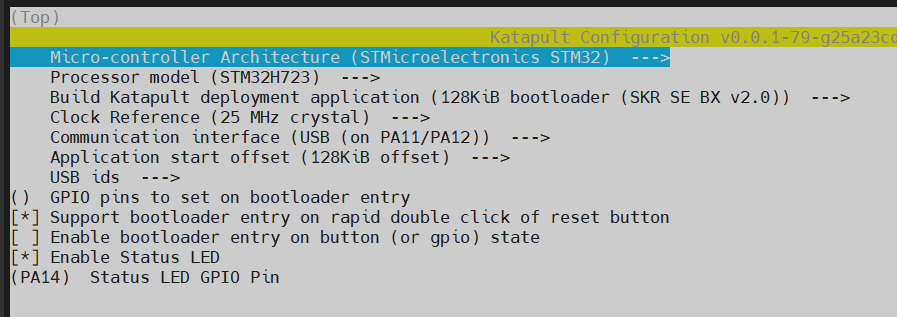 (Top)
Katapult Configuration v0.0.1-79-g25a23cd
Micro-controller Architecture (STMicroelectronics STM32)  --->
Processor model (STM32H723)  --->
Build Katapult deployment application (128KiB bootloader (SKR SE BX v2.0))  --->
Clock Reference (25 MHz crystal)  --->
Communication interface (USB (on PA11/PA12))  --->
Application start offset (128KiB offset)  --->
USB ids  --->
()  GPIO pins to set on bootloader entry
[*] Support bootloader entry on rapid double click of reset button
[ ] Enable bootloader entry on button (or gpio) state
[*] Enable Status LED
(PA14)  Status LED GPIO Pin